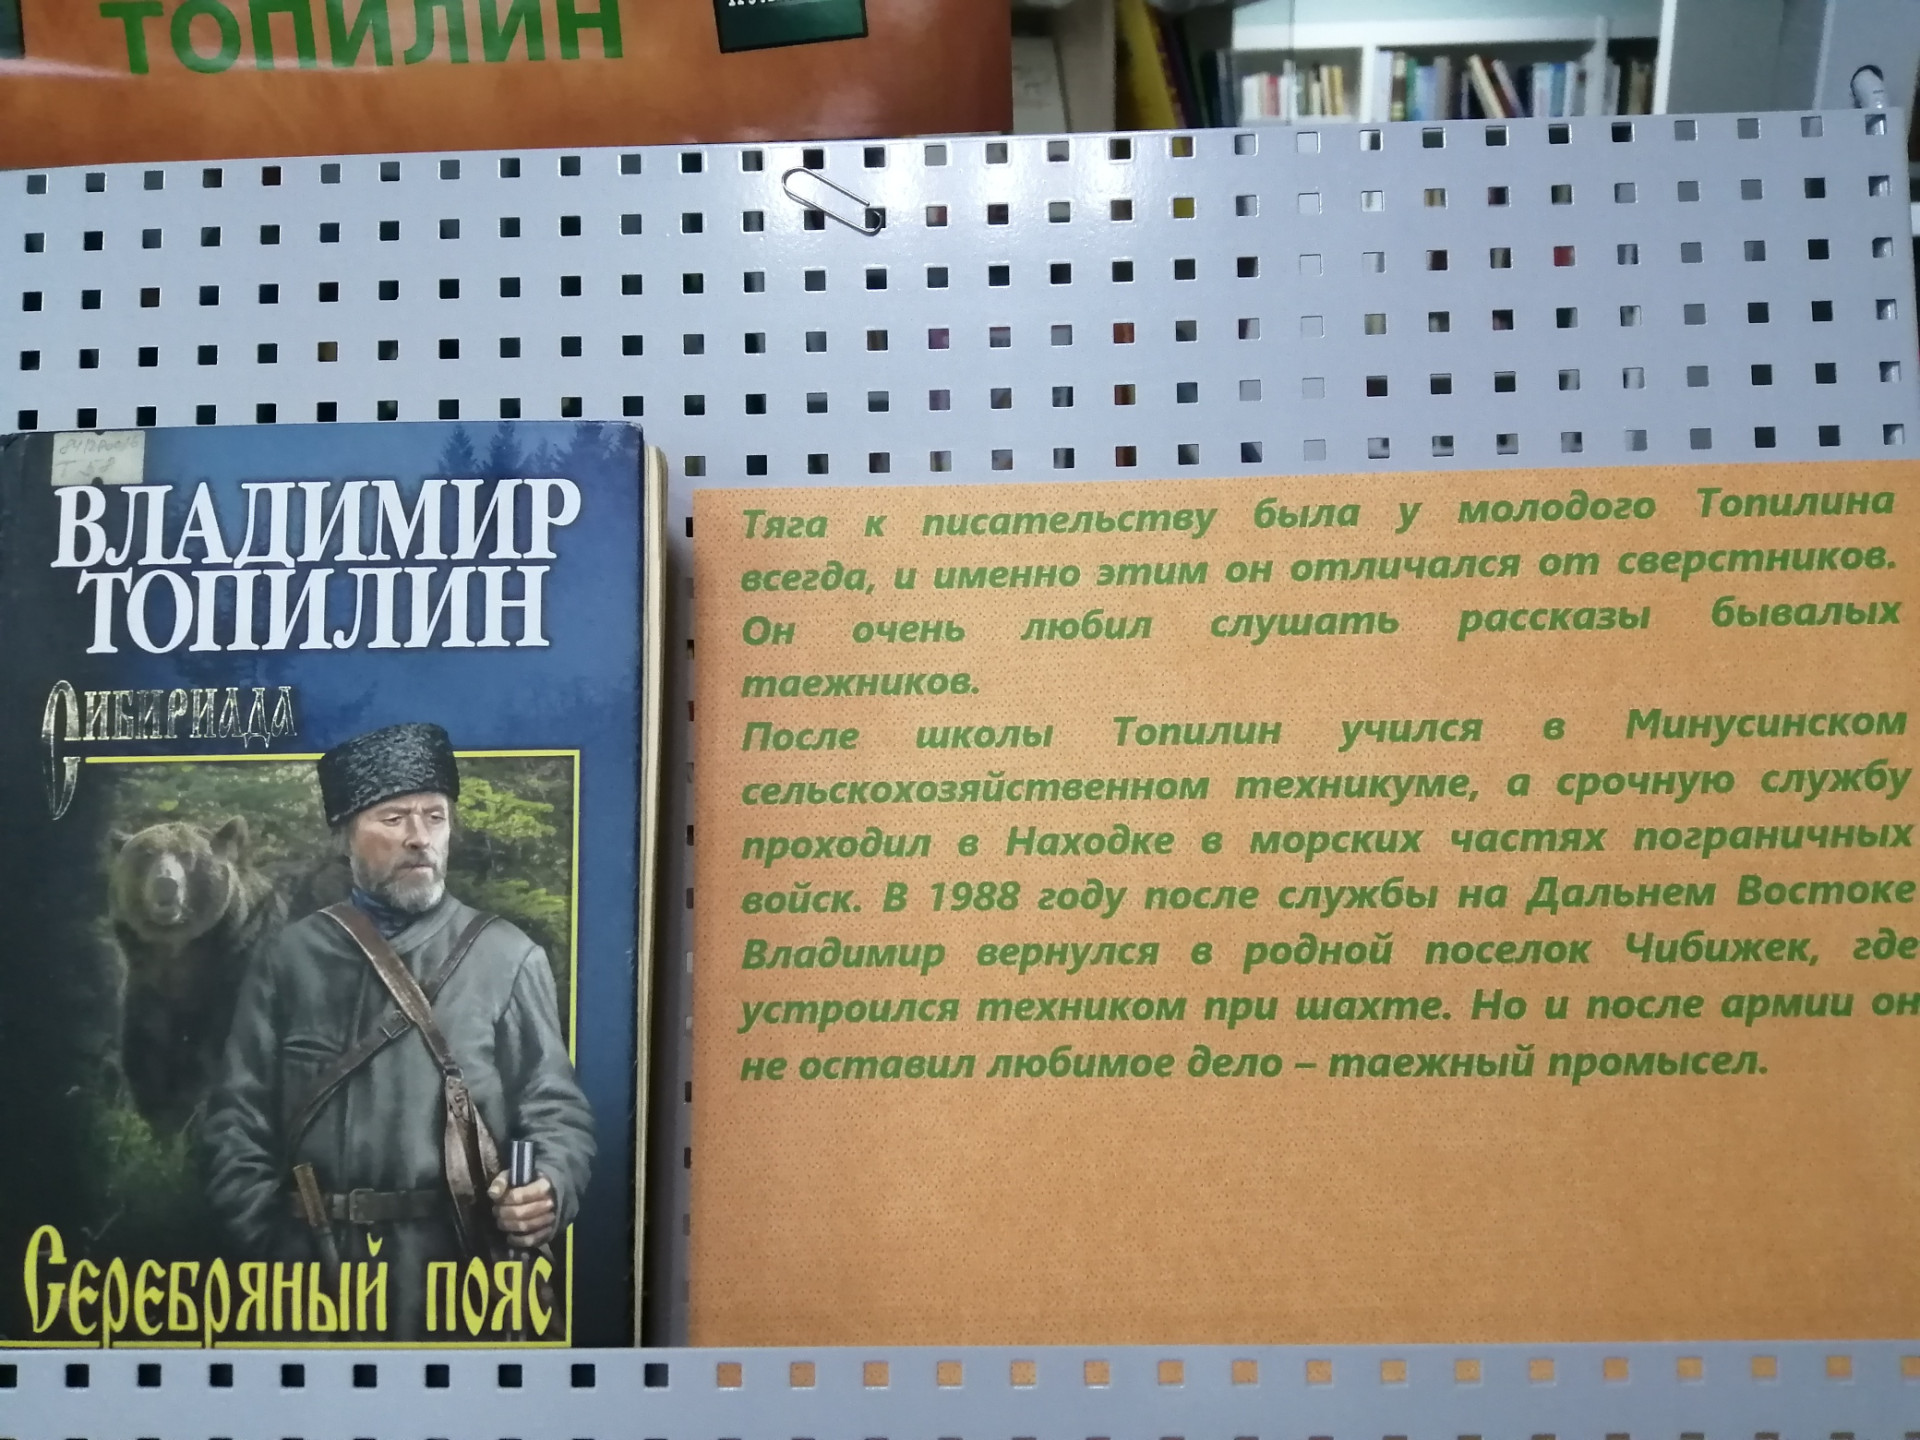 ТОПИЛИН
ВЛАДИМИР
ТОПИЛИН
Сибириада
Серебряный пояс
Тяга к писательству была у молодого Топилина
всегда, и именно этим он отличался от сверстников.
Он очень любил слушать рассказы бывалых
таежников.
После школы Топилин учился в Минусинском
сельскохозяйственном техникуме, а срочную службу
проходил в Находке в морских частях пограничных
войск. В 1988 году после службы на Дальнем Востоке
Владимир вернулся в родной поселок Чибижек, где
устроился техником при шахте. Но и после армии он
не оставил любимое дело – таежный промысел.